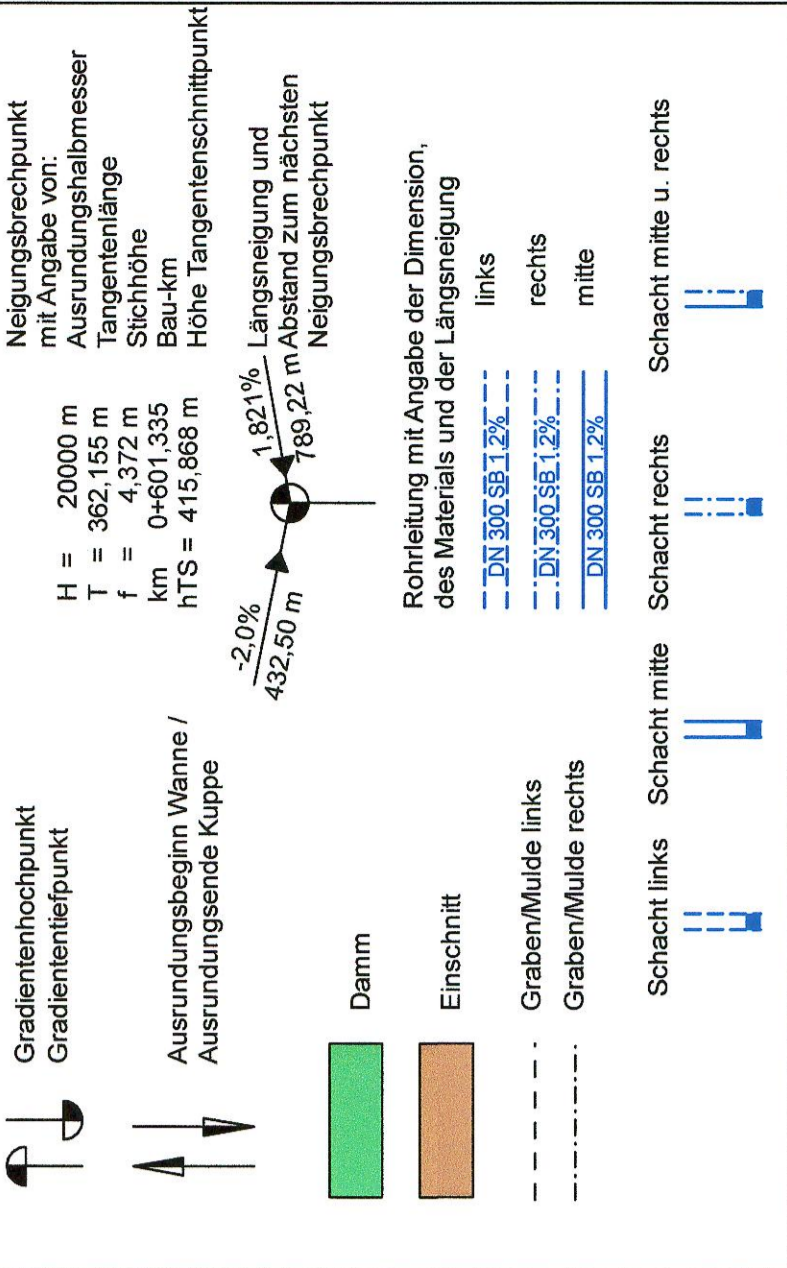 Gradientenhochpunkt
Gradiententiefpunkt
Ausrundungsbeginn Wanne /
Ausrundungsende Kuppe
Damm
Einschnitt
Graben/Mulde links
Graben/Mulde rechts
H = 20000 m
T = 362,155 m
f = 4,372 m
km 0+601,335
hTS = 415,868 m
Neigungsbrechpunkt
mit Angabe von:
Ausrundungshalbmesser
Tangentenlänge
Stichhöhe
Bau-km
Höhe Tangentenschnittpunkt
-2,0%
432,50 m
1,821%
789,22 m
Längsneigung und
Abstand zum nächsten
Neigungsbrechpunkt
Rohrleitung mit Angabe der Dimension,
des Materials und der Längsneigung
DN 300 SB 1,2% links
DN 300 SB 1,2% rechts
DN 300 SB 1,2% mitte
Schacht links Schacht mitte Schacht rechts Schacht mitte u. rechts